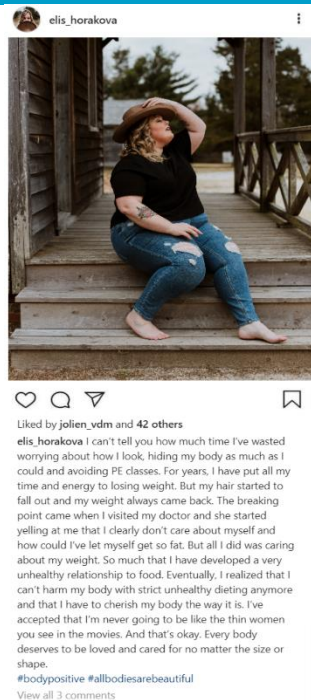 elis_horakova
Liked by jolien_vdm and 42 others
elis_horakova I can't tell you how much time I've wasted
worrying about how I look, hiding my body as much as I
could and avoiding PE classes. For years, I have put all my
time and energy to losing weight. But my hair started to
fall out and my weight always came back. The breaking
point came when I visited my doctor and she started
yelling at me that I clearly don't care about myself and
how could I've let myself get so fat. But all I did was caring
about my weight. So much that I have developed a very
unhealthy relationship to food. Eventually, I realized that I
can't harm my body with strict unhealthy dieting anymore
and that I have to cherish my body the way it is. I've
accepted that I'm never going to be like the thin women
you see in the movies. And that's okay. Every body
deserves to be loved and cared for no matter the size or
shape.
#bodypositive #allbodiesarebeautiful
View all 3 comments